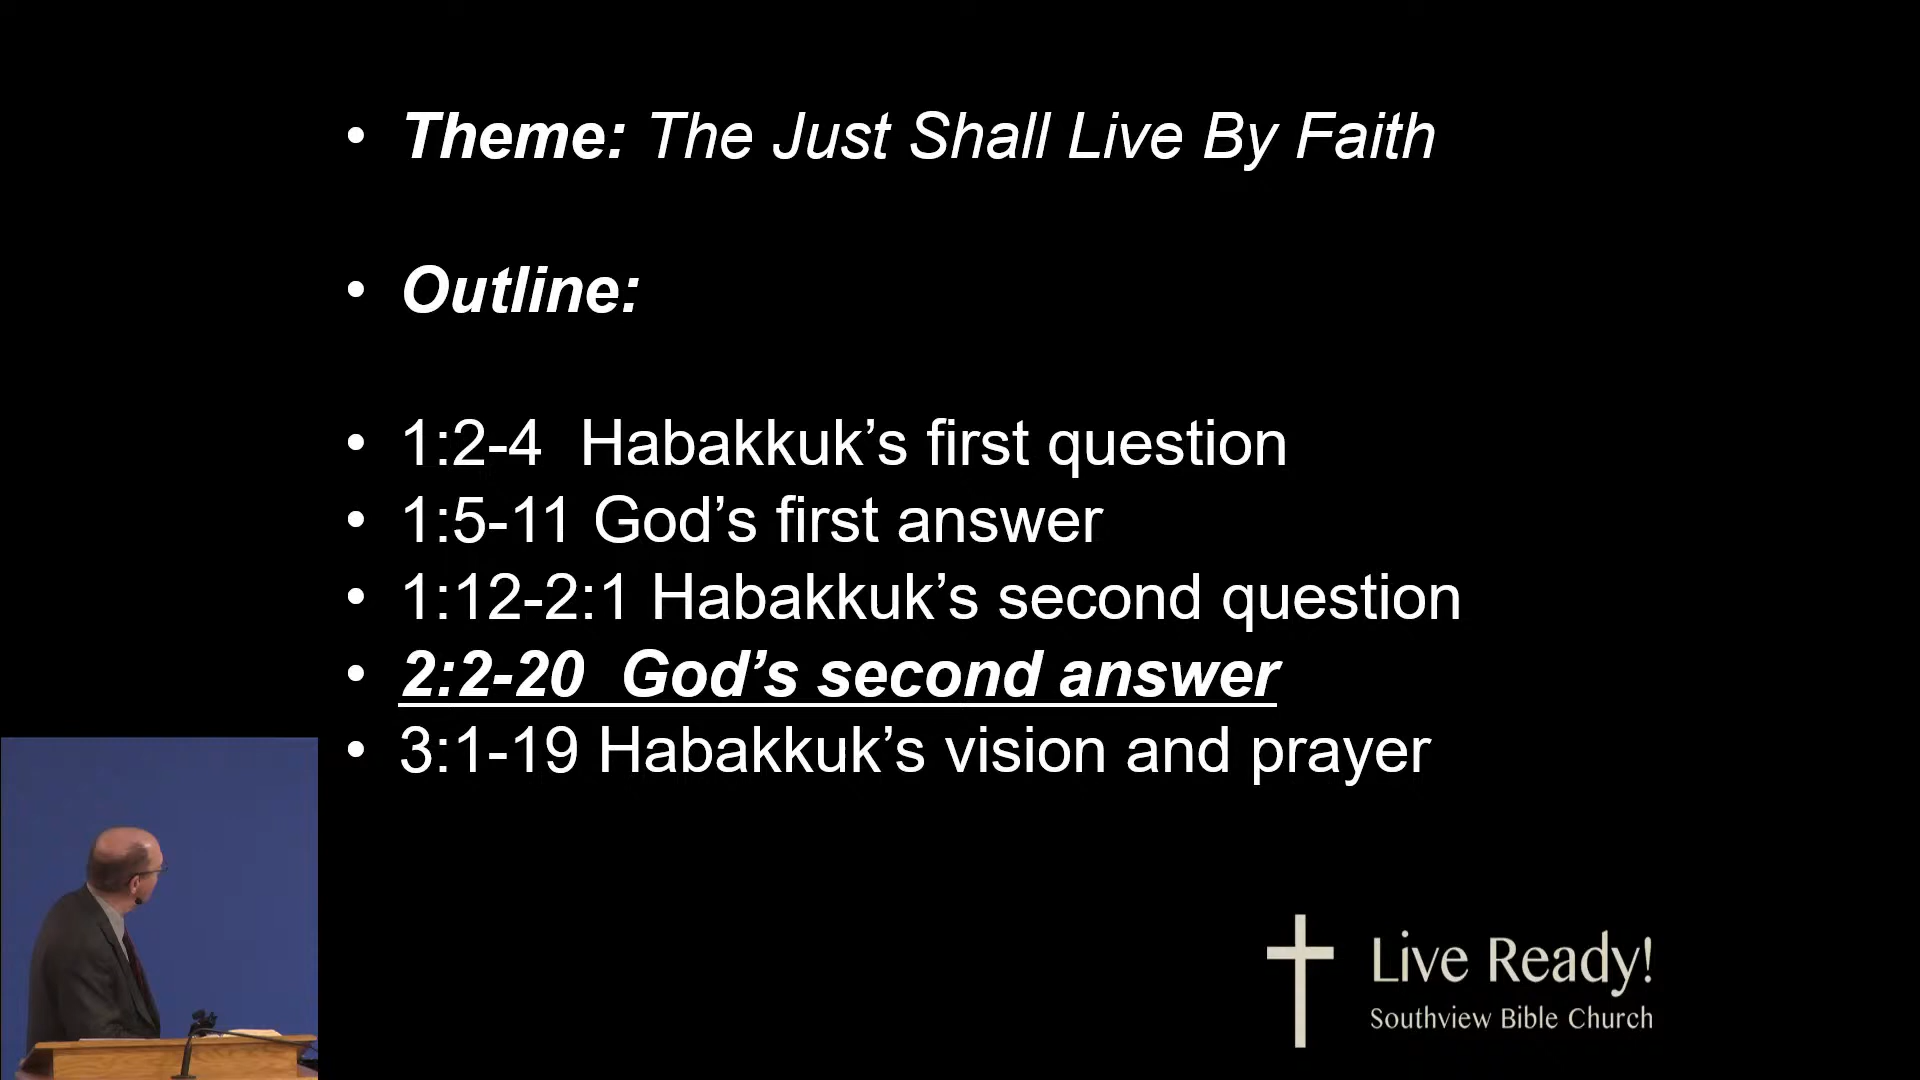 • Theme: The Just Shall Live By Faith
• Outline:
• 1:2-4  Habakkuk’s first question
• 1:5-11 God’s first answer
• 1:12-2:1 Habakkuk’s second question
• 2:2-20  God’s second answer
• 3:1-19 Habakkuk’s vision and prayer
Live Ready!
Southview Bible Church